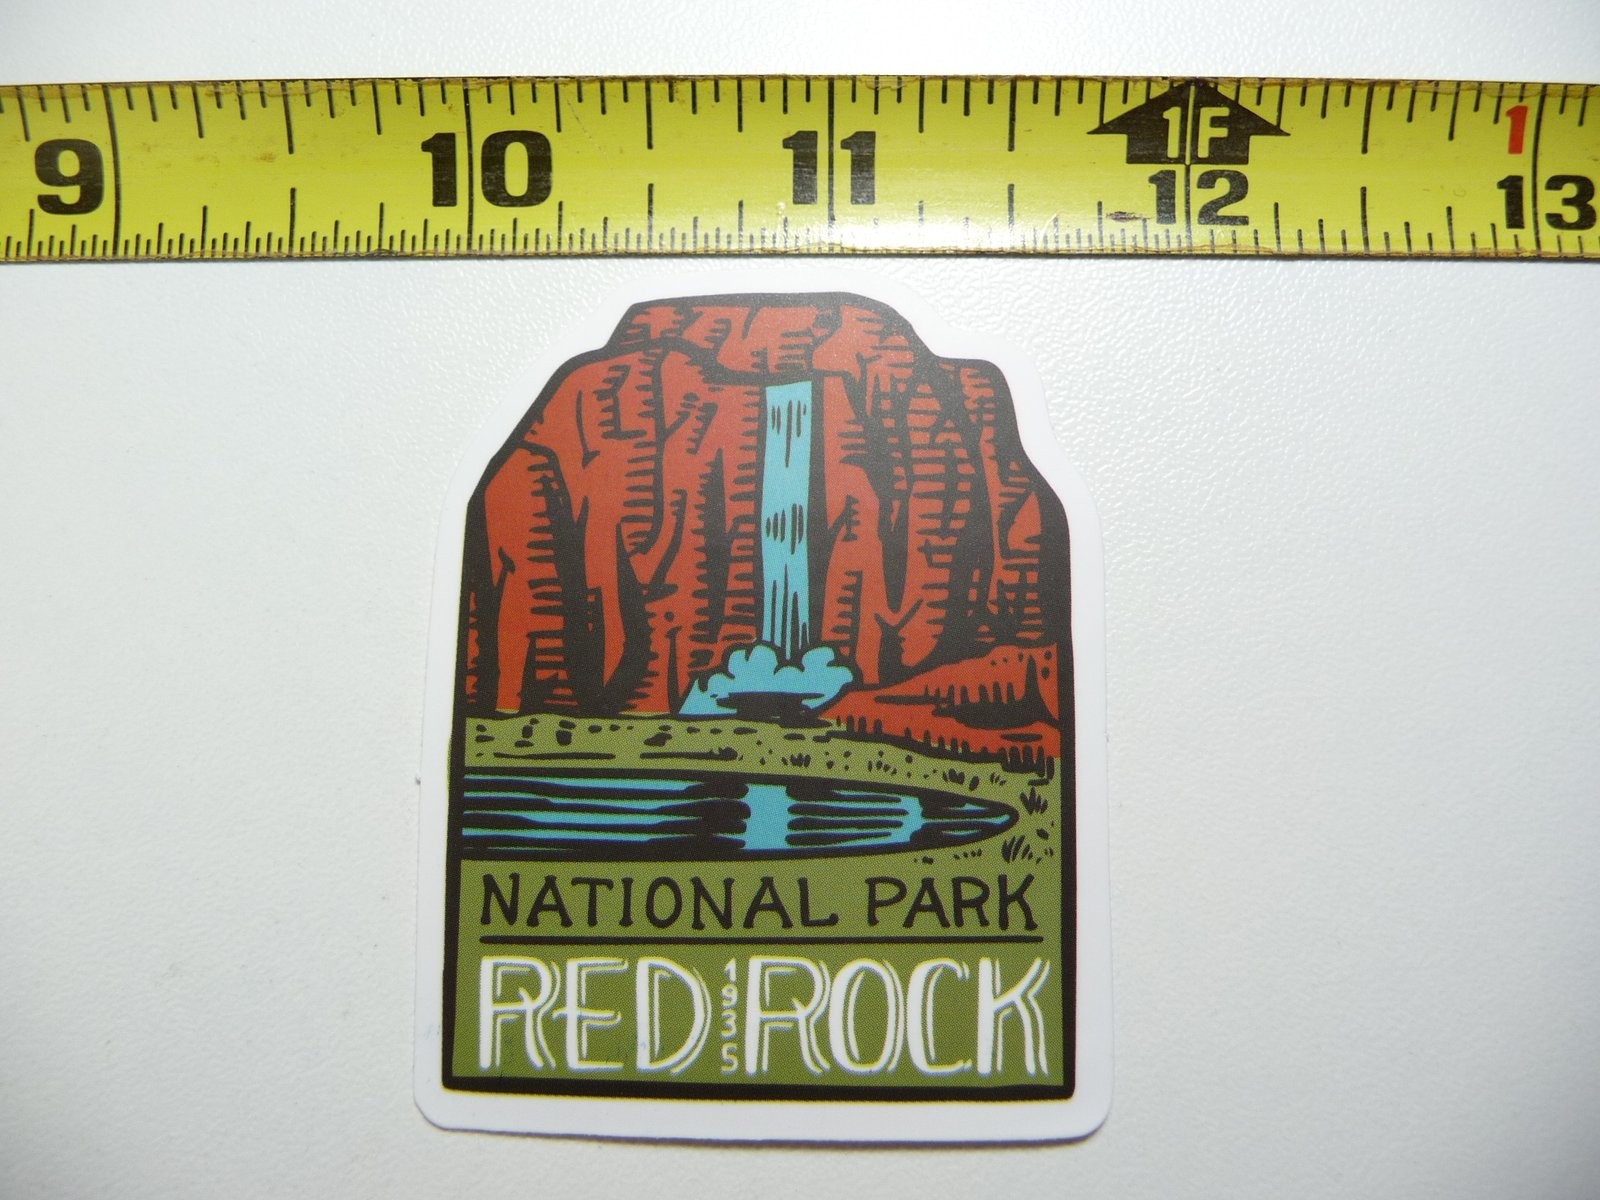 9 10 11 1F 12 1 13
NATIONAL PARK
RED 1935 ROCK